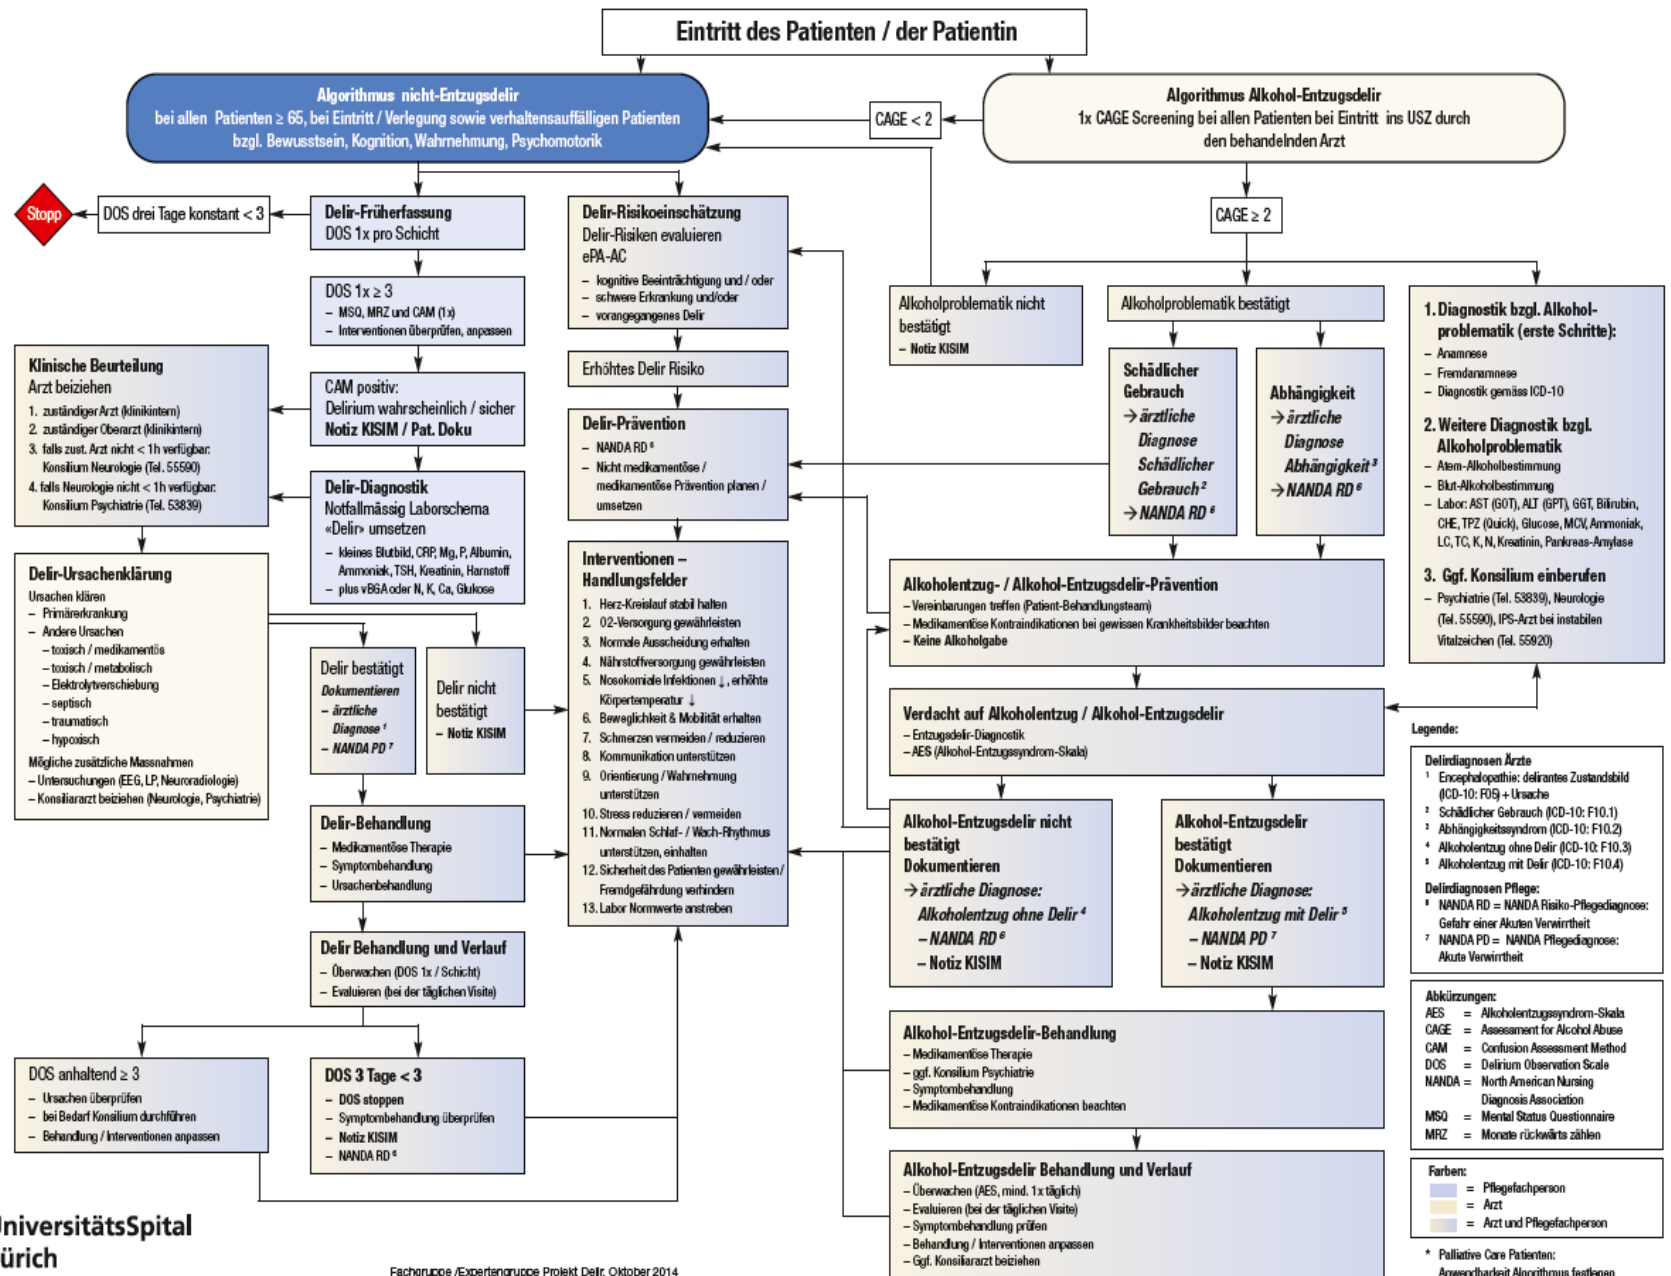 Eintritt des Patienten / der Patientin
Algorithmus nicht-Entzugsdelir
bei allen Patienten ≥ 65, bei Eintritt / Verlegung sowie verhaltensauffälligen Patienten
bzgl. Bewusstsein, Kognition, Wahrnehmung, Psychomotorik
CAGE < 2
Algorithmus Alkohol-Entzugsdelir
1x CAGE Screening bei allen Patienten bei Eintritt ins USZ durch
den behandelnden Arzt
Stopp
DOS drei Tage konstant < 3
Delir-Früherfassung
DOS 1x pro Schicht
DOS 1x ≥ 3
– MSQ, MRZ und CAM (1x)
– Interventionen überprüfen, anpassen
CAM positiv:
Delirium wahrscheinlich / sicher
Notiz KISIM / Pat. Doku
Delir-Diagnostik
Notfallmässig Laborschema
«Delir» umsetzen
– kleines Blutbild, CRP, Mg, P, Albumin,
Ammoniak, TSH, Kreatinin, Harnstoff
– plus vBGA oder N, K, Ca, Glukose
Klinische Beurteilung
Arzt beiziehen
1. zuständiger Arzt (klinikintern)
2. zuständiger Oberarzt (klinikintern)
3. falls zust. Arzt nicht < 1h verfügbar:
Konsilium Neurologie (Tel. 55590)
4. falls Neurologie nicht < 1h verfügbar:
Konsilium Psychiatrie (Tel. 53839)
Delir-Ursachenklärung
Ursachen klären
– Primärerkrankung
– Andere Ursachen
– toxisch / medikamentös
– toxisch / metabolisch
– Elektrolytverschiebung
– septisch
– traumatisch
– hypoxisch
Mögliche zusätzliche Massnahmen
– Untersuchungen (EEG, LP, Neuroradiologie)
– Konsiliararzt beiziehen (Neurologie, Psychiatrie)
Delir bestätigt
Dokumentieren
– ärztliche
Diagnose ¹
– NANDA PD ⁷
Delir nicht
bestätigt
– Notiz KISIM
Delir-Behandlung
– Medikamentöse Therapie
– Symptombehandlung
– Ursachenbehandlung
Delir Behandlung und Verlauf
– Überwachen (DOS 1x / Schicht)
– Evaluieren (bei der täglichen Visite)
DOS anhaltend ≥ 3
– Ursachen überprüfen
– bei Bedarf Konsilium durchführen
– Behandlung / Interventionen anpassen
DOS 3 Tage < 3
– DOS stoppen
– Symptombehandlung überprüfen
– Notiz KISIM
– NANDA RD ⁶
Delir-Risikoeinschätzung
Delir-Risiken evaluieren
ePA-AC
– kognitive Beeinträchtigung und / oder
– schwere Erkrankung und/oder
– vorangegangenes Delir
Erhöhtes Delir Risiko
Delir-Prävention
– NANDA RD ⁶
– Nicht medikamentöse /
medikamentöse Prävention planen /
umsetzen
Interventionen –
Handlungsfelder
1. Herz-Kreislauf stabil halten
2. O2-Versorgung gewährleisten
3. Normale Ausscheidung erhalten
4. Nährstoffversorgung gewährleisten
5. Nosokomiale Infektionen ↓, erhöhte
Körpertemperatur ↓
6. Beweglichkeit & Mobilität erhalten
7. Schmerzen vermeiden / reduzieren
8. Kommunikation unterstützen
9. Orientierung / Wahrnehmung
unterstützen
10. Stress reduzieren / vermeiden
11. Normalen Schlaf- / Wach-Rhythmus
unterstützen, einhalten
12. Sicherheit des Patienten gewährleisten /
Fremdgefährdung verhindern
13. Labor Normwerte anstreben
CAGE ≥ 2
Alkoholproblematik nicht
bestätigt
– Notiz KISIM
Alkoholproblematik bestätigt
Schädlicher
Gebrauch
→ ärztliche
Diagnose
Schädlicher
Gebrauch ²
→ NANDA RD ⁶
Abhängigkeit
→ ärztliche
Diagnose
Abhängigkeit ³
→ NANDA RD ⁶
1. Diagnostik bzgl. Alkohol-
problematik (erste Schritte):
– Anamnese
– Fremdanamnese
– Diagnostik gemäss ICD-10
2. Weitere Diagnostik bzgl.
Alkoholproblematik
– Atem-Alkoholbestimmung
– Blut-Alkoholbestimmung
– Labor: AST (GOT), ALT (GPT), GGT, Bilirubin,
CHE, TPZ (Quick), Glucose, MCV, Ammoniak,
LC, TC, K, N, Kreatinin, Pankreas-Amylase
3. Ggf. Konsilium einberufen
– Psychiatrie (Tel. 53839), Neurologie
(Tel. 55590), IPS-Arzt bei instabilen
Vitalzeichen (Tel. 55920)
Alkoholentzug- / Alkohol-Entzugsdelir-Prävention
– Vereinbarungen treffen (Patient-Behandlungsteam)
– Medikamentöse Kontraindikationen bei gewissen Krankheitsbilder beachten
– Keine Alkoholgabe
Verdacht auf Alkoholentzug / Alkohol-Entzugsdelir
– Entzugsdelir-Diagnostik
– AES (Alkohol-Entzugssyndrom-Skala)
Alkohol-Entzugsdelir nicht
bestätigt
Dokumentieren
→ ärztliche Diagnose:
Alkoholentzug ohne Delir ⁴
– NANDA RD ⁶
– Notiz KISIM
Alkohol-Entzugsdelir
bestätigt
Dokumentieren
→ ärztliche Diagnose:
Alkoholentzug mit Delir ⁵
– NANDA PD ⁷
– Notiz KISIM
Alkohol-Entzugsdelir-Behandlung
– Medikamentöse Therapie
– ggf. Konsilium Psychiatrie
– Symptombehandlung
– Medikamentöse Kontraindikationen beachten
Alkohol-Entzugsdelir Behandlung und Verlauf
– Überwachen (AES, mind. 1x täglich)
– Evaluieren (bei der täglichen Visite)
– Symptombehandlung prüfen
– Behandlung / Interventionen anpassen
– Ggf. Konsiliararzt beiziehen
Legende:
Delirdiagnosen Ärzte
¹ Encephalopathie: delirantes Zustandsbild
(ICD-10: F05) + Ursache
² Schädlicher Gebrauch (ICD-10: F10.1)
³ Abhängigkeitssyndrom (ICD-10: F10.2)
⁴ Alkoholentzug ohne Delir (ICD-10: F10.3)
⁵ Alkoholentzug mit Delir (ICD-10: F10.4)
Delirdiagnosen Pflege:
⁶ NANDA RD = NANDA Risiko-Pflegediagnose:
Gefahr einer Akuten Verwirrtheit
⁷ NANDA PD = NANDA Pflegediagnose:
Akute Verwirrtheit
Abkürzungen:
AES = Alkoholentzugssyndrom-Skala
CAGE = Assessment for Alcohol Abuse
CAM = Confusion Assessment Method
DOS = Delirium Observation Scale
NANDA = North American Nursing
Diagnosis Association
MSQ = Mental Status Questionnaire
MRZ = Monate rückwärts zählen
Farben:
= Pflegefachperson
= Arzt
= Arzt und Pflegefachperson
* Palliative Care Patienten:
Anwendbarkeit Algorithmus festlegen
UniversitätsSpital
Zürich
Fachgruppe /Expertengruppe Projekt Delir, Oktober 2014